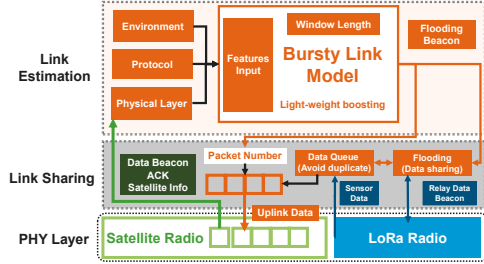 Link
Estimation
Environment
Protocol
Physical Layer
Features
Input
Window Length
Bursty Link
Model
Light-weight boosting
Flooding
Beacon
Link Sharing
Data Beacon
ACK
Satellite Info
Packet Number
Data Queue
(Avoid duplicate)
Flooding
(Data sharing)
Sensor
Data
Relay Data
Beacon
Uplink Data
PHY Layer
Satellite Radio
LoRa Radio